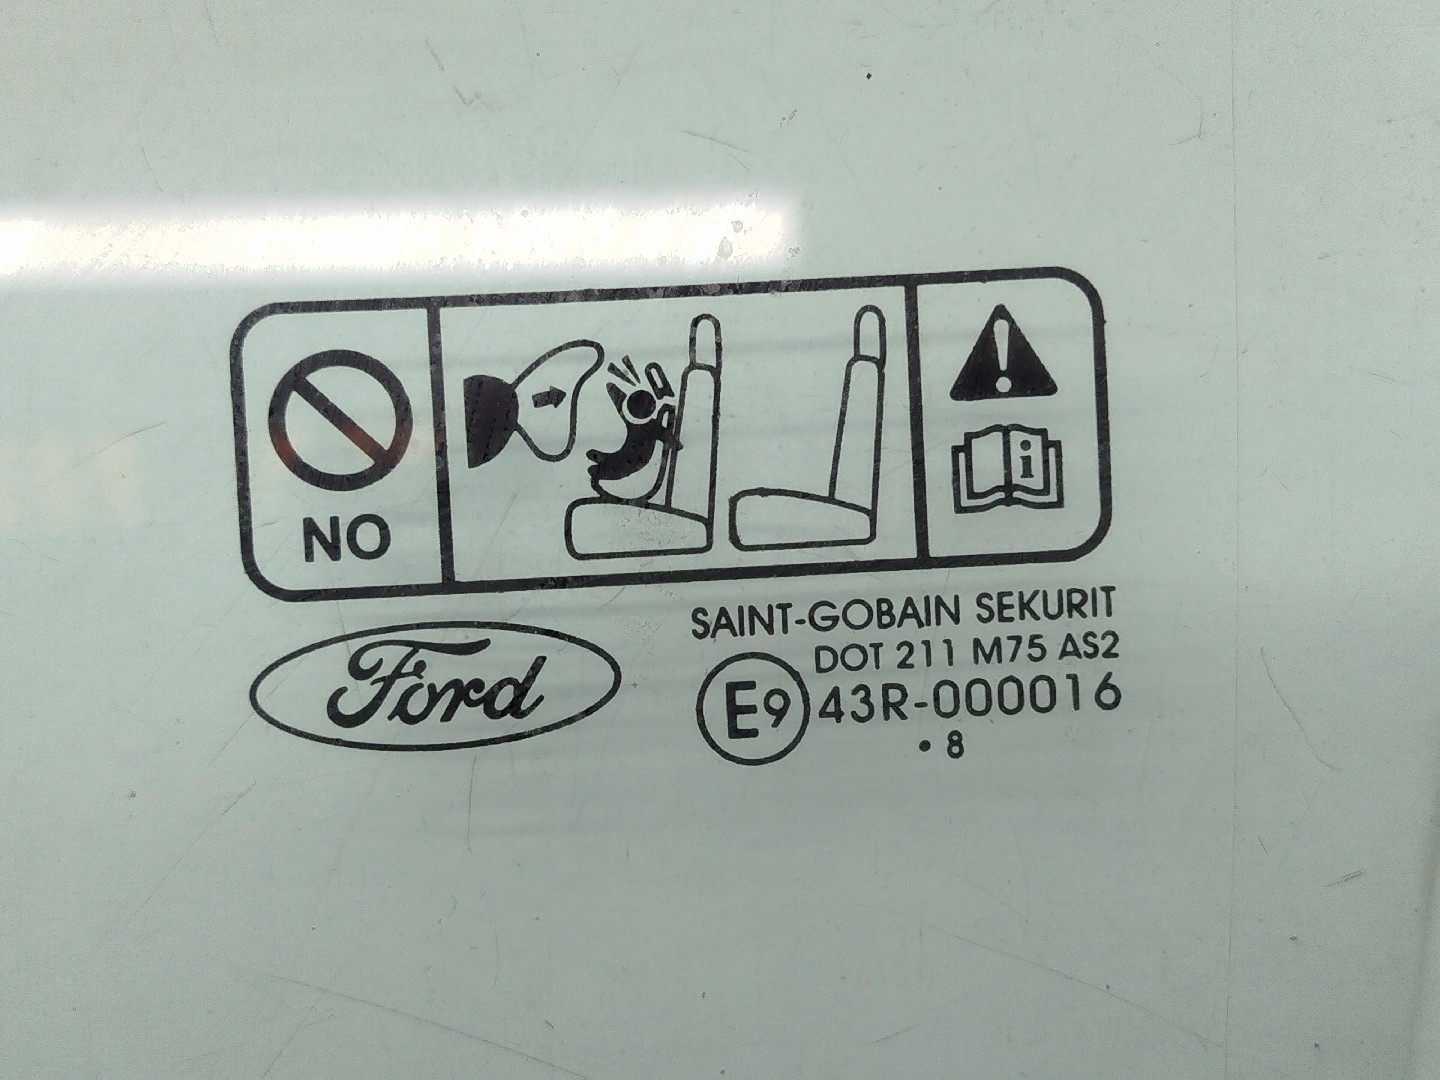 NO
i
Ford
SAINT-GOBAIN SEKURIT
DOT 211 M75 AS2
E9 43R-000016
• 8